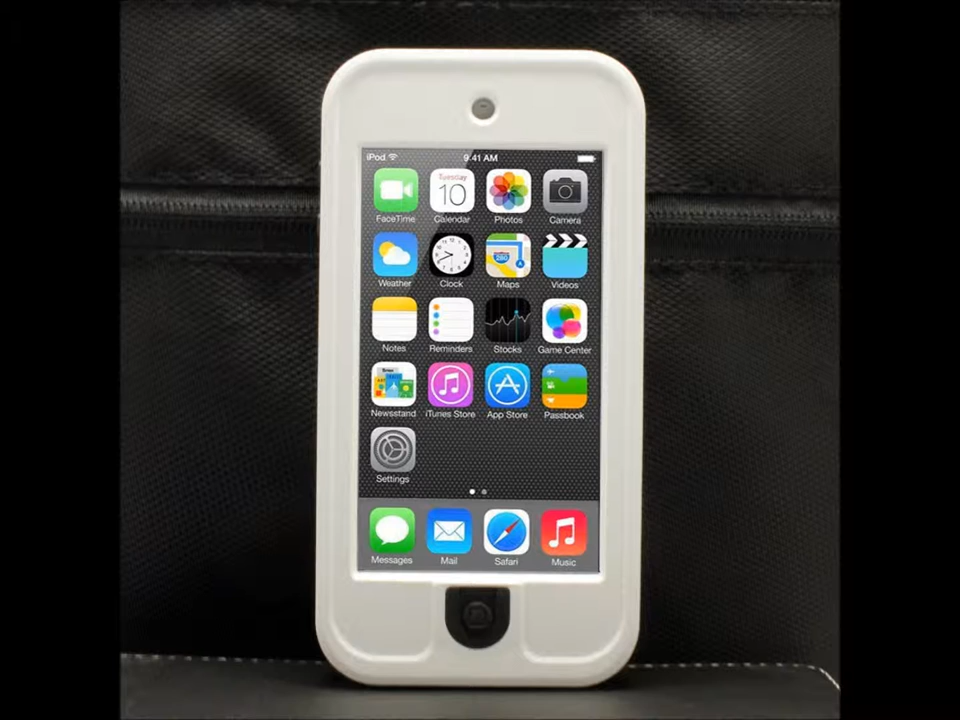 iPod 9:41 AM
Tuesday
10
FaceTime Calendar Photos Camera
280
Weather Clock Maps Videos
Notes Reminders Stocks Game Center
Newsstand iTunes Store App Store Passbook
Settings
Messages Mail Safari Music